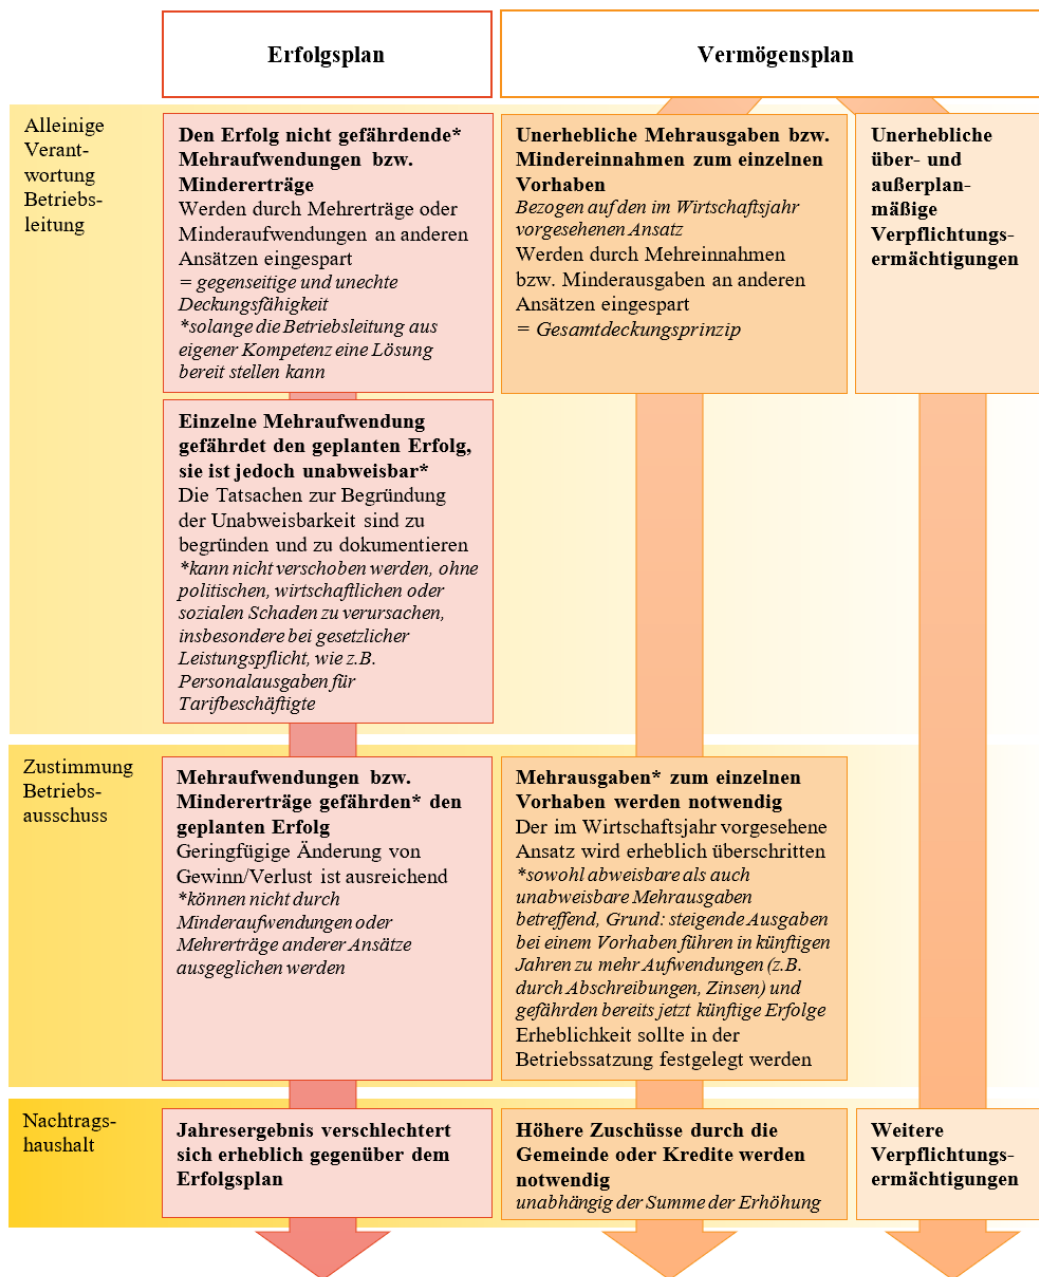 Erfolgsplan
Vermögensplan
Alleinige
Verant-
wortung
Betriebs-
leitung
Den Erfolg nicht gefährdende*
Mehraufwendungen bzw.
Mindererträge
Werden durch Mehrerträge oder
Minderaufwendungen an anderen
Ansätzen eingespart
= gegenseitige und unechte
Deckungsfähigkeit
*solange die Betriebsleitung aus
eigener Kompetenz eine Lösung
bereit stellen kann
Unerhebliche Mehrausgaben bzw.
Mindereinnahmen zum einzelnen
Vorhaben
Bezogen auf den im Wirtschaftsjahr
vorgesehenen Ansatz
Werden durch Mehreinnahmen
bzw. Minderausgaben an anderen
Ansätzen eingespart
= Gesamtdeckungsprinzip
Unerhebliche
über- und
außerplan-
mäßige
Verpflichtungs-
ermächtigungen
Einzelne Mehraufwendung
gefährdet den geplanten Erfolg,
sie ist jedoch unabweisbar*
Die Tatsachen zur Begründung
der Unabweisbarkeit sind zu
begründen und zu dokumentieren
*kann nicht verschoben werden, ohne
politischen, wirtschaftlichen oder
sozialen Schaden zu verursachen,
insbesondere bei gesetzlicher
Leistungspflicht, wie z.B.
Personalausgaben für
Tarifbeschäftigte
Zustimmung
Betriebs-
ausschuss
Mehraufwendungen bzw.
Mindererträge gefährden* den
geplanten Erfolg
Geringfügige Änderung von
Gewinn/Verlust ist ausreichend
*können nicht durch
Minderaufwendungen oder
Mehrerträge anderer Ansätze
ausgeglichen werden
Mehrausgaben* zum einzelnen
Vorhaben werden notwendig
Der im Wirtschaftsjahr vorgesehene
Ansatz wird erheblich überschritten
*sowohl abweisbare als auch
unabweisbare Mehrausgaben
betreffend, Grund: steigende Ausgaben
bei einem Vorhaben führen in künftigen
Jahren zu mehr Aufwendungen (z.B.
durch Abschreibungen, Zinsen) und
gefährden bereits jetzt künftige Erfolge
Erheblichkeit sollte in der
Betriebssatzung festgelegt werden
Nachtrags-
haushalt
Jahresergebnis verschlechtert
sich erheblich gegenüber dem
Erfolgsplan
Höhere Zuschüsse durch die
Gemeinde oder Kredite werden
notwendig
unabhängig der Summe der Erhöhung
Weitere
Verpflichtungs-
ermächtigungen